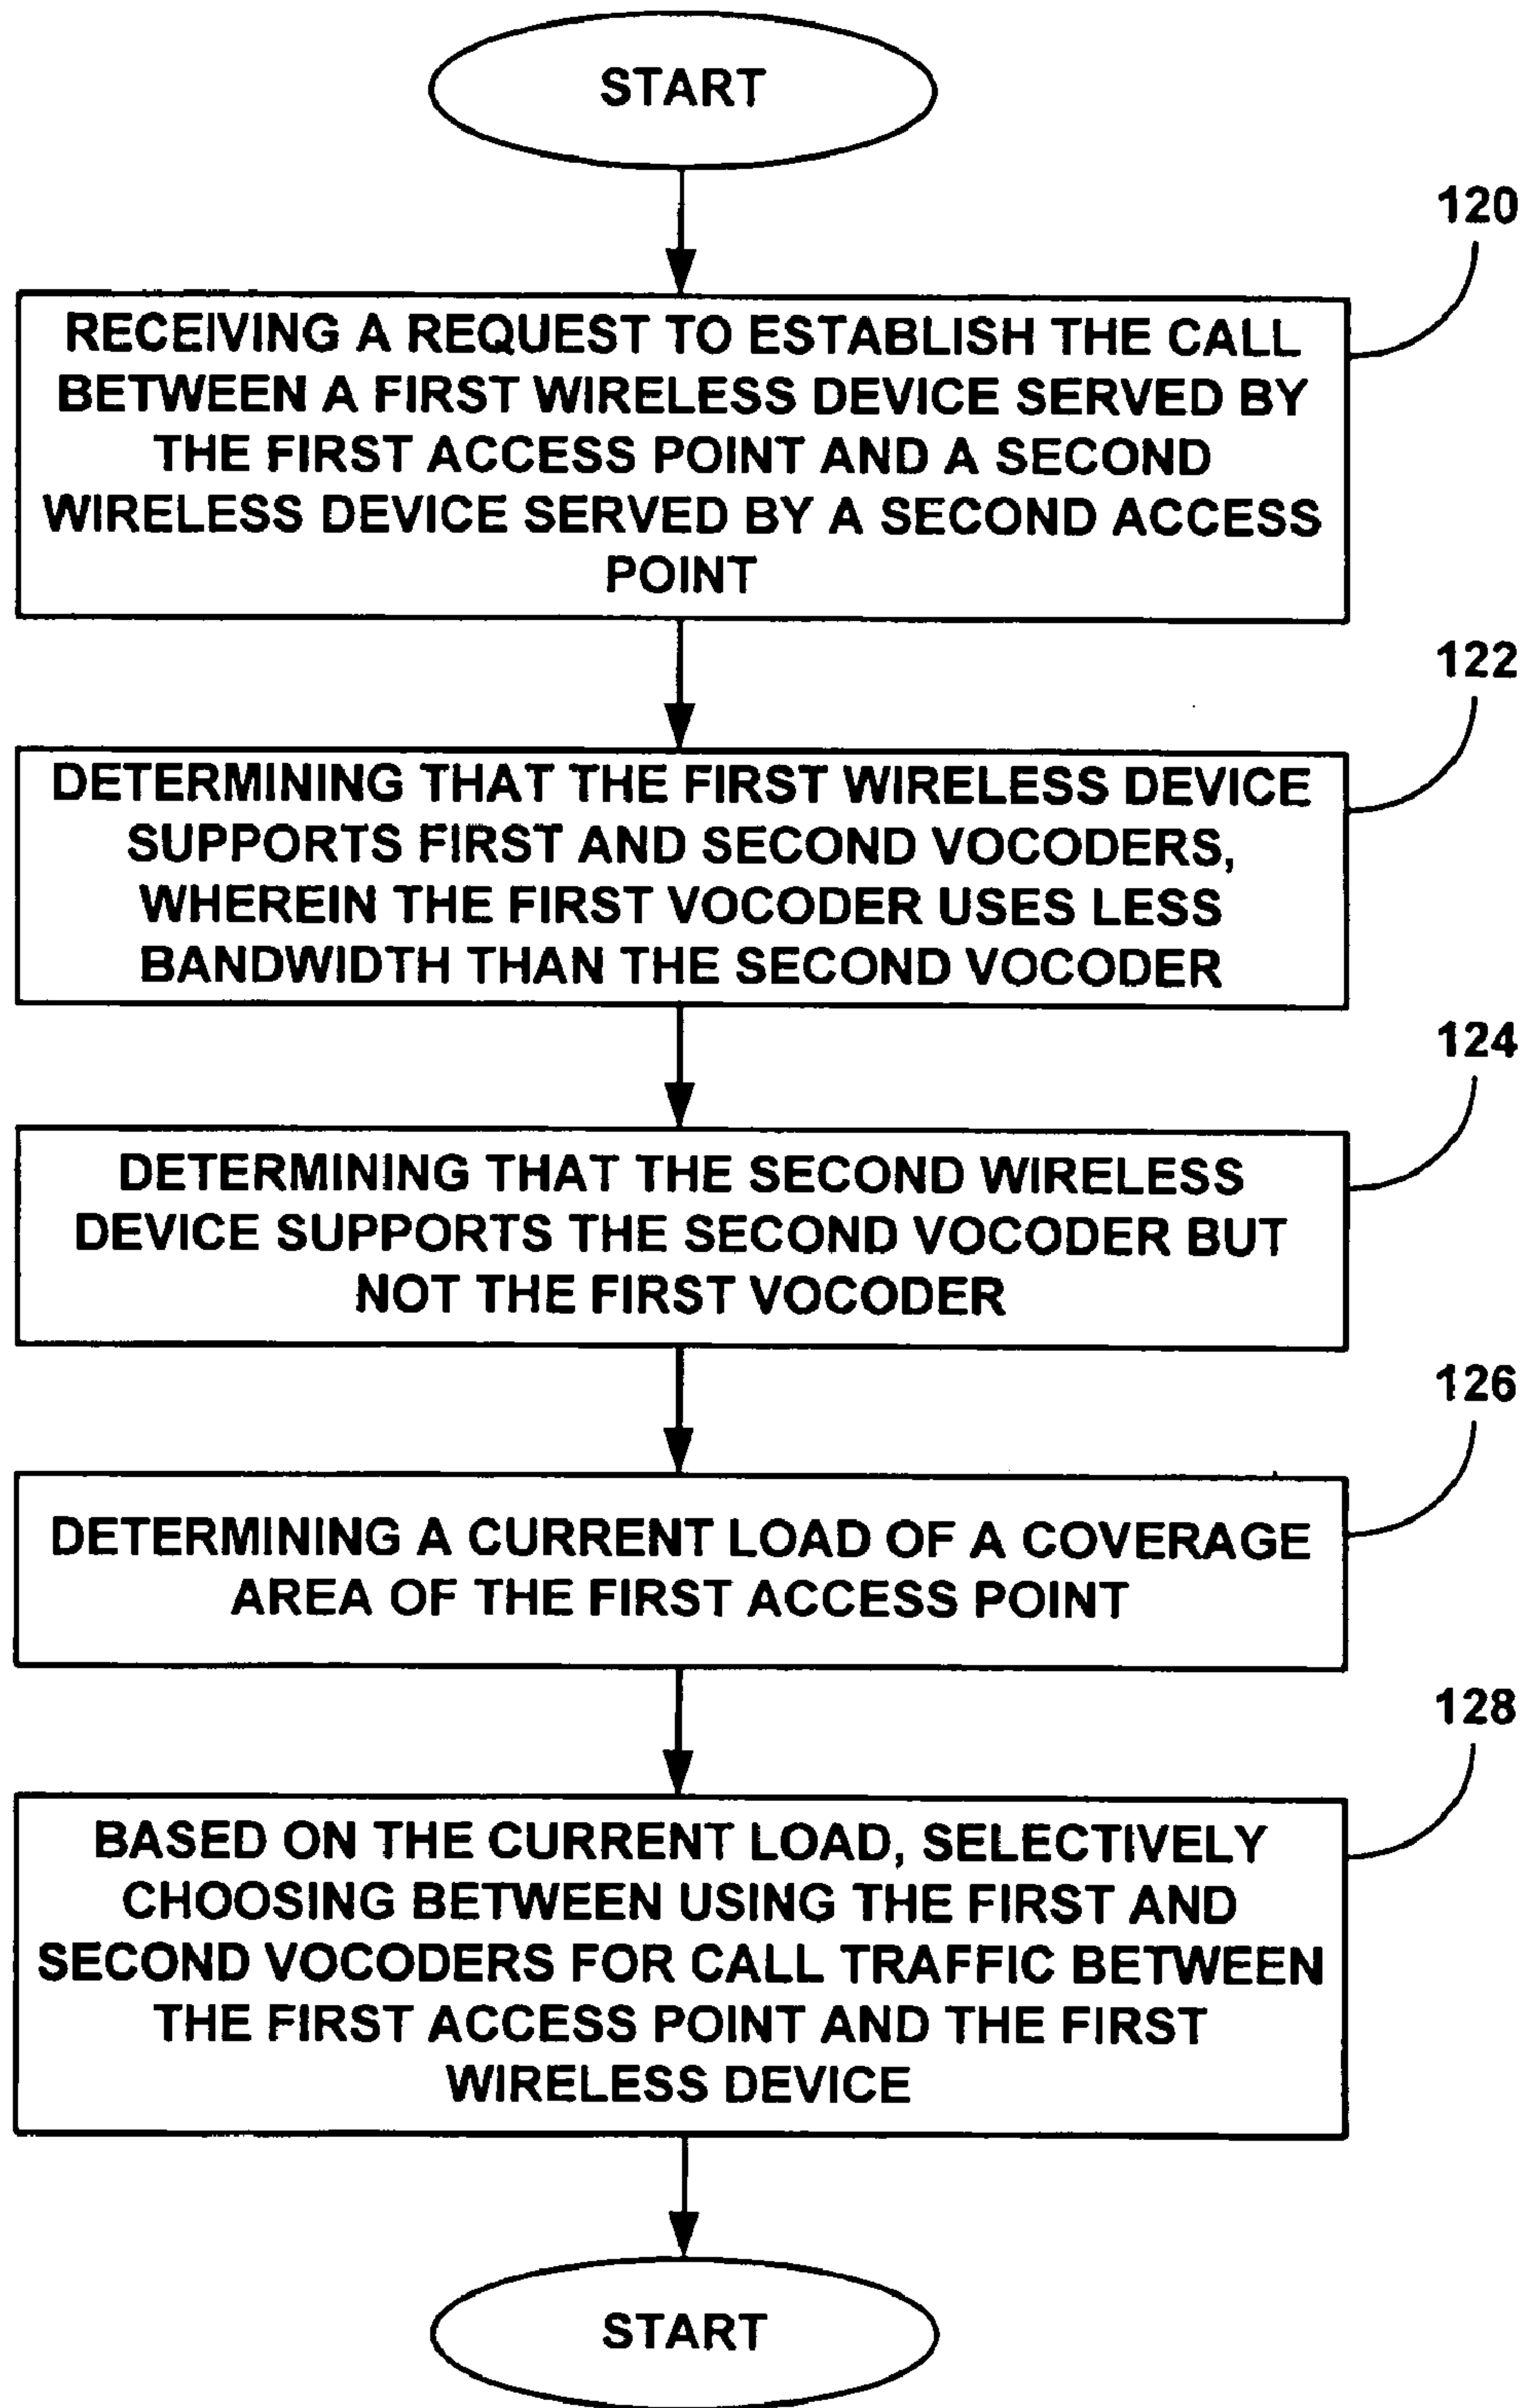 START
120
RECEIVING A REQUEST TO ESTABLISH THE CALL
BETWEEN A FIRST WIRELESS DEVICE SERVED BY
THE FIRST ACCESS POINT AND A SECOND
WIRELESS DEVICE SERVED BY A SECOND ACCESS
POINT
122
DETERMINING THAT THE FIRST WIRELESS DEVICE
SUPPORTS FIRST AND SECOND VOCODERS,
WHEREIN THE FIRST VOCODER USES LESS
BANDWIDTH THAN THE SECOND VOCODER
124
DETERMINING THAT THE SECOND WIRELESS
DEVICE SUPPORTS THE SECOND VOCODER BUT
NOT THE FIRST VOCODER
126
DETERMINING A CURRENT LOAD OF A COVERAGE
AREA OF THE FIRST ACCESS POINT
128
BASED ON THE CURRENT LOAD, SELECTIVELY
CHOOSING BETWEEN USING THE FIRST AND
SECOND VOCODERS FOR CALL TRAFFIC BETWEEN
THE FIRST ACCESS POINT AND THE FIRST
WIRELESS DEVICE
START